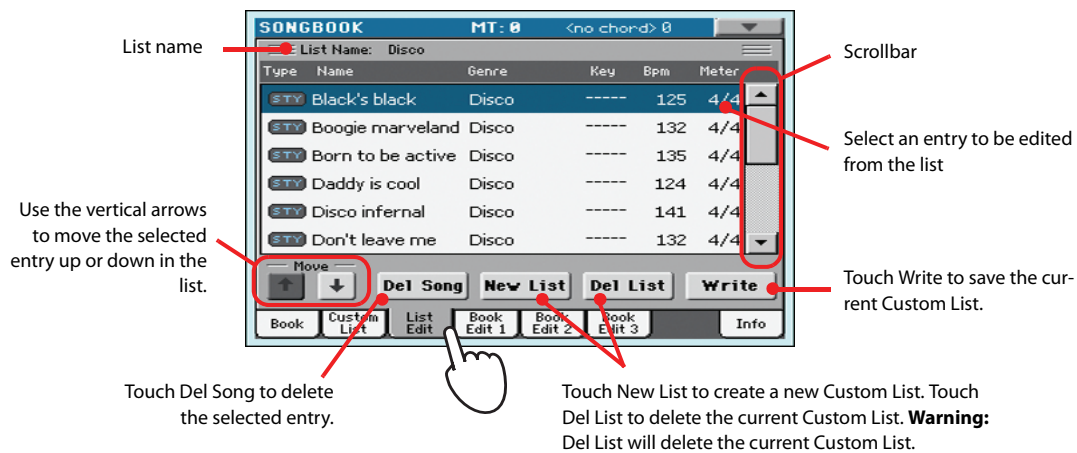 SONGBOOK MT: 0 <no chord> 0
List Name: Disco
Type Name Genre Key Bpm Meter
STY Black's black Disco ----- 125 4/4
STY Boogie marveland Disco ----- 132 4/4
STY Born to be active Disco ----- 135 4/4
STY Daddy is cool Disco ----- 124 4/4
STY Disco infernal Disco ----- 141 4/4
STY Don't leave me Disco ----- 132 4/4
Move
Del Song New List Del List Write
Book Custom List List Edit Book Edit 1 Book Edit 2 Book Edit 3 Info
List name
Use the vertical arrows
to move the selected
entry up or down in the
list.
Scrollbar
Select an entry to be edited
from the list
Touch Write to save the cur-
rent Custom List.
Touch Del Song to delete
the selected entry.
Touch New List to create a new Custom List. Touch
Del List to delete the current Custom List. Warning:
Del List will delete the current Custom List.